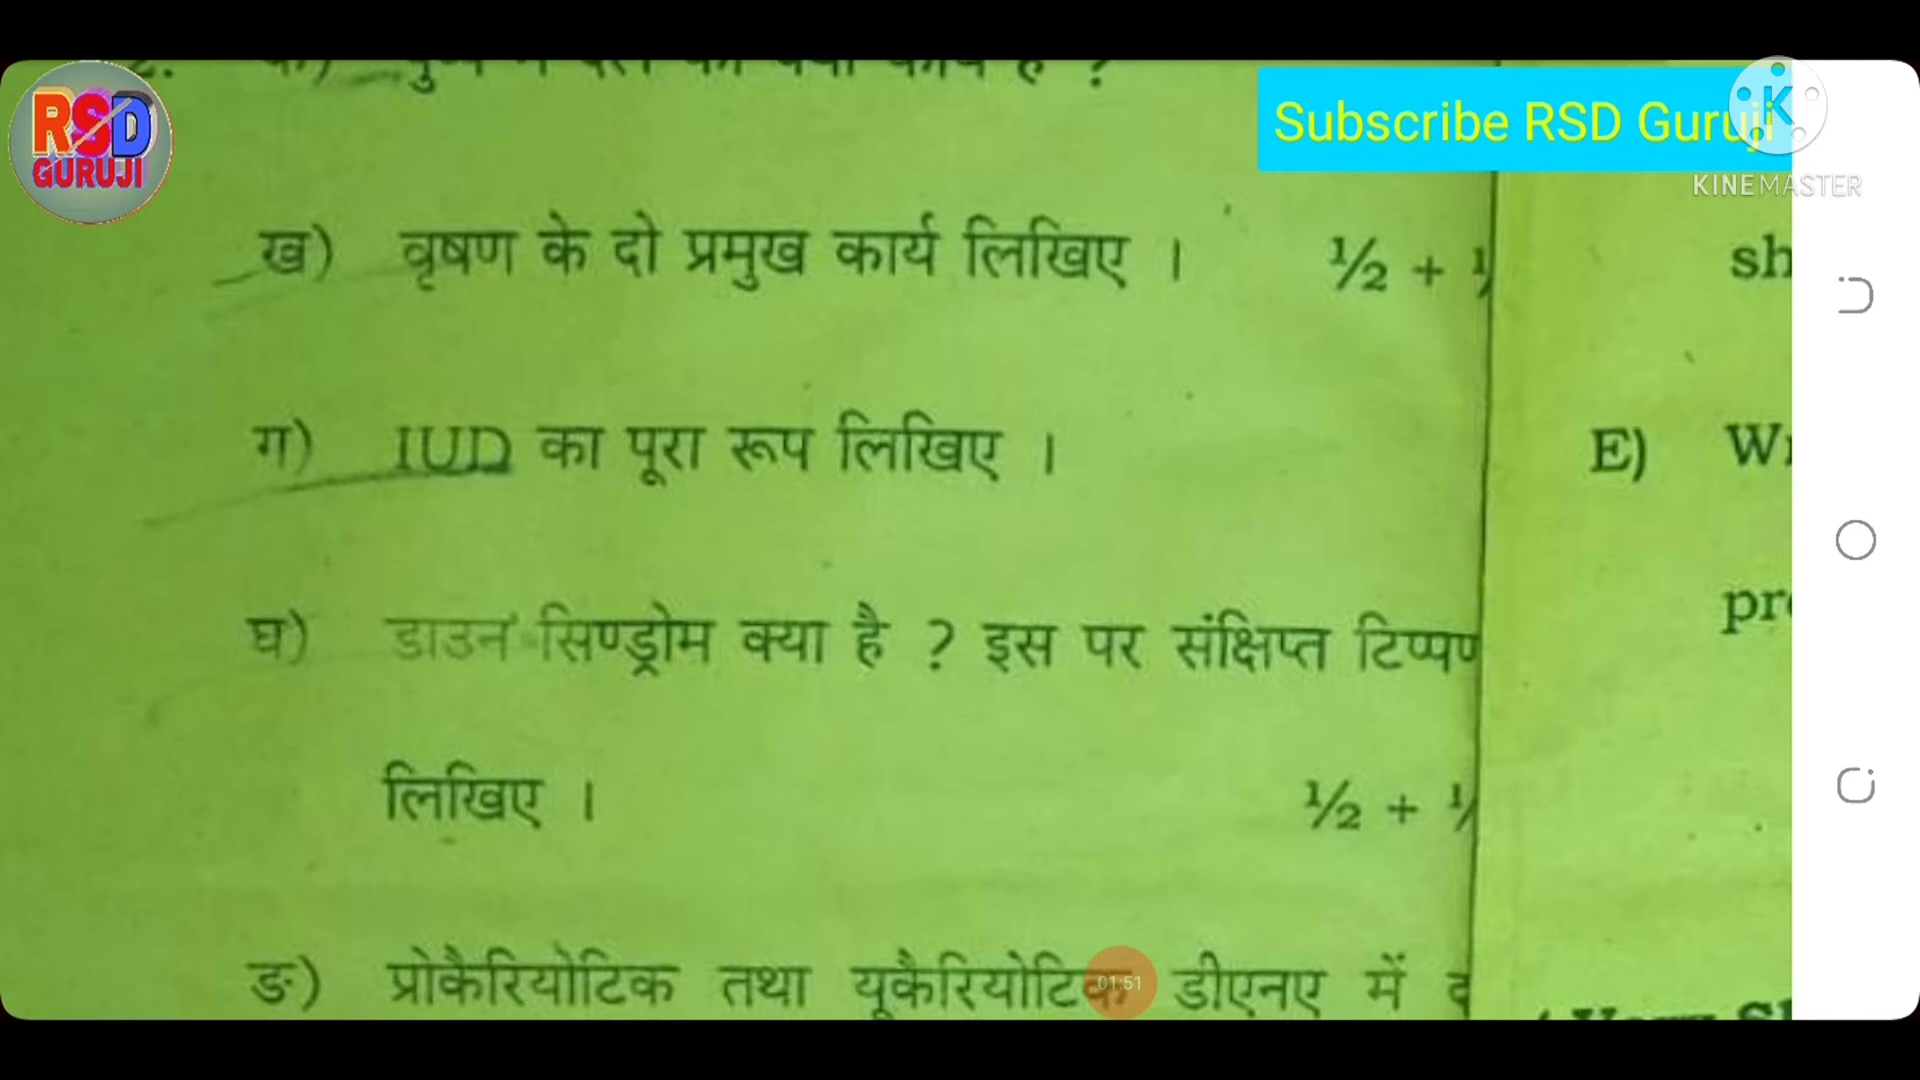 RSD
GURUJI
Subscribe RSD Guruji
KINEMASTER
ख) वृषण के दो प्रमुख कार्य लिखिए । ½ +
sh
ग) IUD का पूरा रूप लिखिए ।
E)
घ) डाउन सिण्ड्रोम क्या है ? इस पर संक्षिप्त
लिखिए । ½ +
ङ) प्रोकैरियोटिक तथा यूकैरियोटिक डीएनए में
01:51